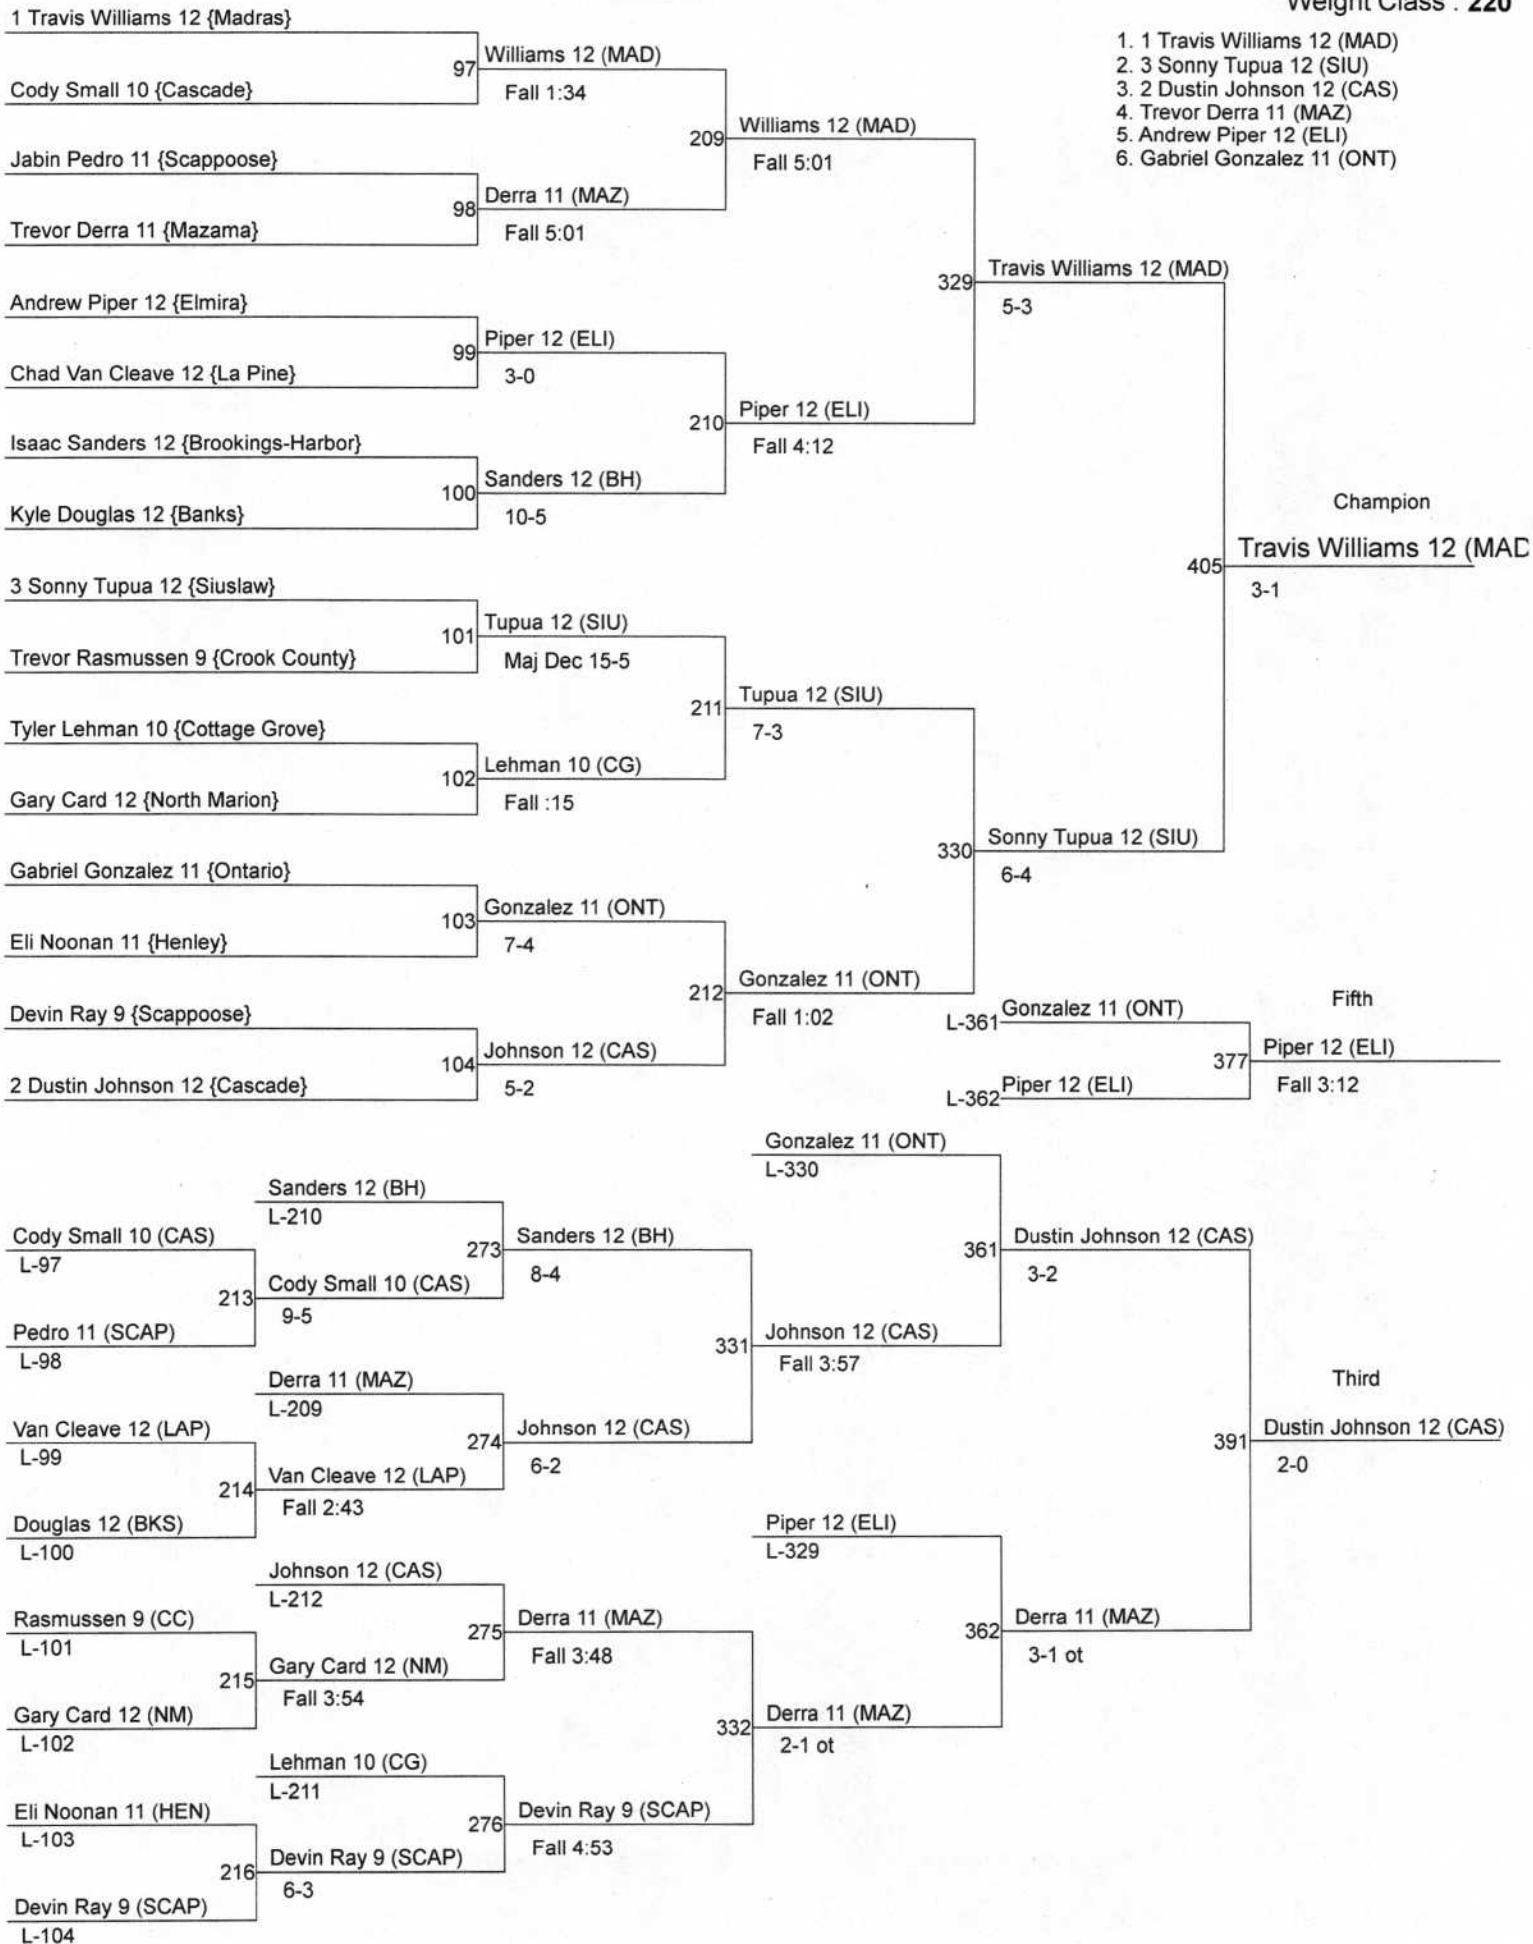 Weight Class : 220
1. 1 Travis Williams 12 (MAD)
2. 3 Sonny Tupua 12 (SIU)
3. 2 Dustin Johnson 12 (CAS)
4. Trevor Derra 11 (MAZ)
5. Andrew Piper 12 (ELI)
6. Gabriel Gonzalez 11 (ONT)
1 Travis Williams 12 {Madras}
97
Cody Small 10 {Cascade}
Jabin Pedro 11 {Scappoose}
98
Trevor Derra 11 {Mazama}
Andrew Piper 12 {Elmira}
99
Chad Van Cleave 12 {La Pine}
Isaac Sanders 12 {Brookings-Harbor}
100
Kyle Douglas 12 {Banks}
3 Sonny Tupua 12 {Siuslaw}
101
Trevor Rasmussen 9 {Crook County}
Tyler Lehman 10 {Cottage Grove}
102
Gary Card 12 {North Marion}
Gabriel Gonzalez 11 {Ontario}
103
Eli Noonan 11 {Henley}
Devin Ray 9 {Scappoose}
104
2 Dustin Johnson 12 {Cascade}
Williams 12 (MAD)
Fall 1:34
209
Derra 11 (MAZ)
Fall 5:01
Piper 12 (ELI)
3-0
210
Sanders 12 (BH)
10-5
Tupua 12 (SIU)
Maj Dec 15-5
211
Lehman 10 (CG)
Fall :15
Gonzalez 11 (ONT)
7-4
212
Johnson 12 (CAS)
5-2
Williams 12 (MAD)
Fall 5:01
329
Piper 12 (ELI)
Fall 4:12
Tupua 12 (SIU)
7-3
330
Gonzalez 11 (ONT)
Fall 1:02
Travis Williams 12 (MAD)
5-3
405
Sonny Tupua 12 (SIU)
6-4
Champion
Travis Williams 12 (MAD
3-1
Fifth
L-361
Gonzalez 11 (ONT)
377
L-362
Piper 12 (ELI)
Piper 12 (ELI)
Fall 3:12
Cody Small 10 (CAS)
L-97
213
Pedro 11 (SCAP)
L-98
Van Cleave 12 (LAP)
L-99
214
Douglas 12 (BKS)
L-100
Rasmussen 9 (CC)
L-101
215
Gary Card 12 (NM)
L-102
Eli Noonan 11 (HEN)
L-103
216
Devin Ray 9 (SCAP)
L-104
Sanders 12 (BH)
L-210
273
Cody Small 10 (CAS)
9-5
Derra 11 (MAZ)
L-209
274
Van Cleave 12 (LAP)
Fall 2:43
Johnson 12 (CAS)
L-212
275
Gary Card 12 (NM)
Fall 3:54
Lehman 10 (CG)
L-211
276
Devin Ray 9 (SCAP)
6-3
Sanders 12 (BH)
8-4
331
Johnson 12 (CAS)
6-2
Derra 11 (MAZ)
Fall 3:48
332
Devin Ray 9 (SCAP)
Fall 4:53
Gonzalez 11 (ONT)
L-330
361
Johnson 12 (CAS)
Fall 3:57
Piper 12 (ELI)
L-329
362
Derra 11 (MAZ)
2-1 ot
Dustin Johnson 12 (CAS)
3-2
391
Derra 11 (MAZ)
3-1 ot
Third
Dustin Johnson 12 (CAS)
2-0